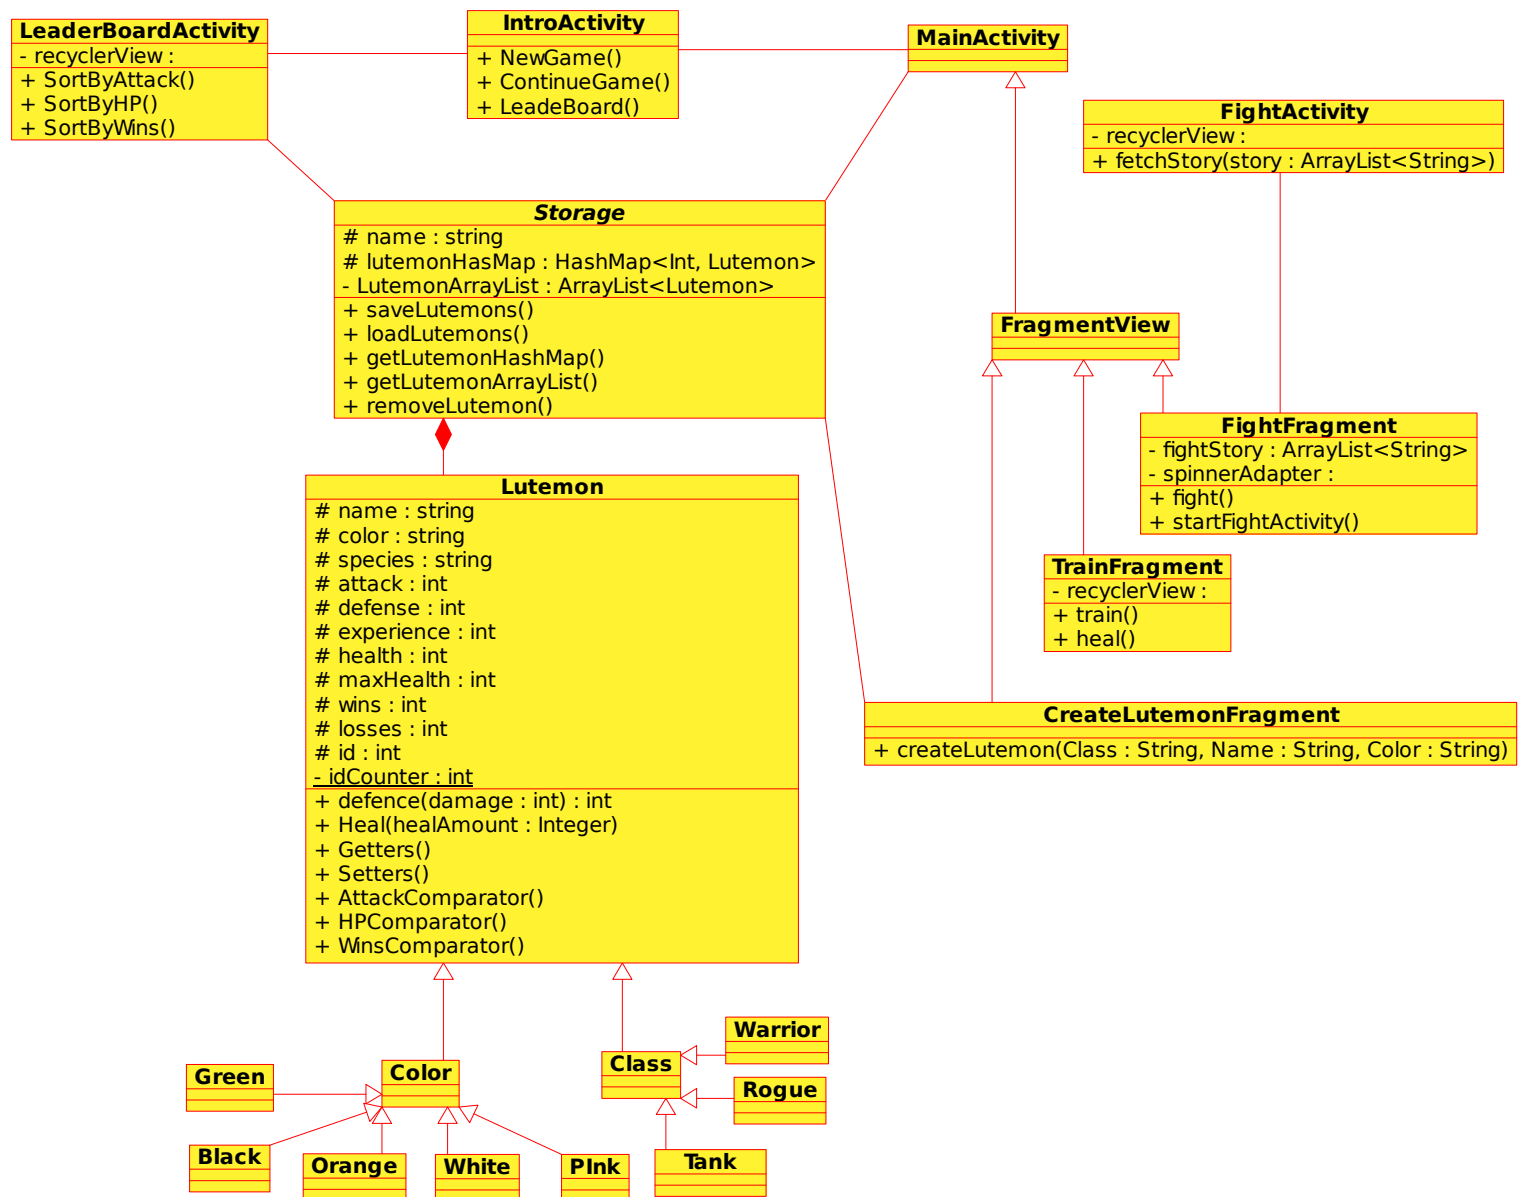 LeaderBoardActivity
- recyclerView :
+ SortByAttack()
+ SortByHP()
+ SortByWins()
IntroActivity
+ NewGame()
+ ContinueGame()
+ LeadeBoard()
MainActivity
FightActivity
- recyclerView :
+ fetchStory(story : ArrayList<String>)
Storage
# name : string
# lutemonHasMap : HashMap<Int, Lutemon>
- LutemonArrayList : ArrayList<Lutemon>
+ saveLutemons()
+ loadLutemons()
+ getLutemonHashMap()
+ getLutemonArrayList()
+ removeLutemon()
FragmentView
FightFragment
- fightStory : ArrayList<String>
- spinnerAdapter :
+ fight()
+ startFightActivity()
TrainFragment
- recyclerView :
+ train()
+ heal()
CreateLutemonFragment
+ createLutemon(Class : String, Name : String, Color : String)
Lutemon
# name : string
# color : string
# species : string
# attack : int
# defense : int
# experience : int
# health : int
# maxHealth : int
# wins : int
# losses : int
# id : int
- idCounter : int
+ defence(damage : int) : int
+ Heal(healAmount : Integer)
+ Getters()
+ Setters()
+ AttackComparator()
+ HPComparator()
+ WinsComparator()
Warrior
Class
Color
Green
Rogue
Black
Orange
White
PInk
Tank